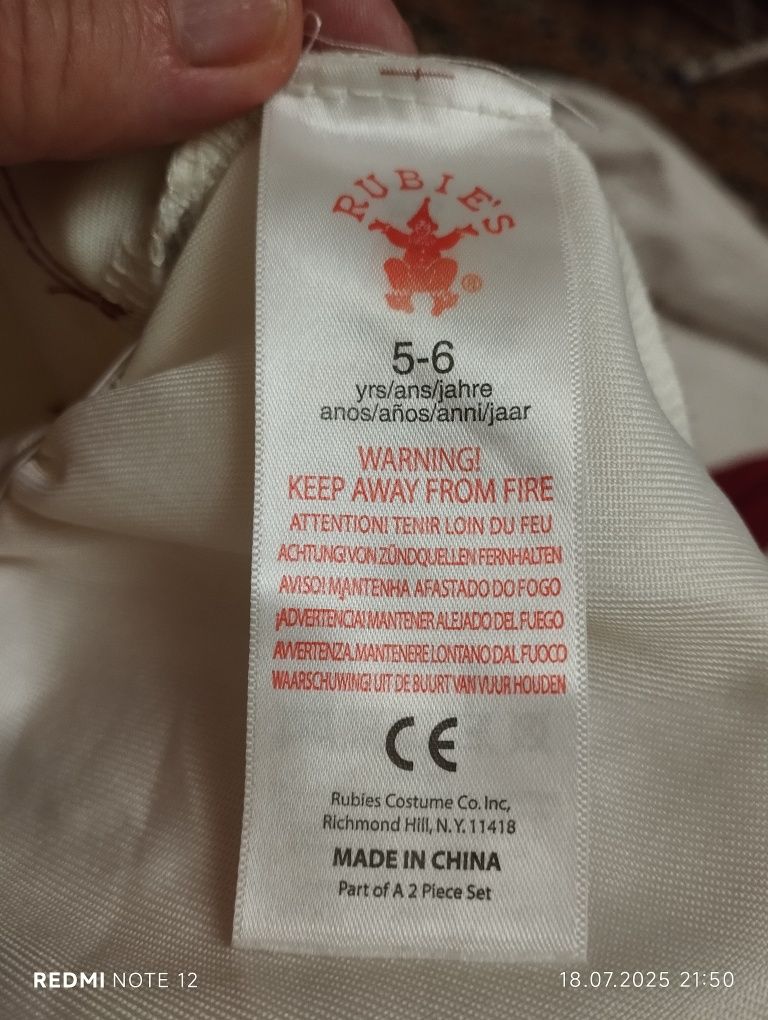 RUBIE'S
®
5-6
yrs/ans/jahre
anos/años/anni/jaar
WARNING!
KEEP AWAY FROM FIRE
ATTENTION! TENIR LOIN DU FEU
ACHTUNG! VON ZÜNDQUELLEN FERNHALTEN
AVISO! MANTENHA AFASTADO DO FOGO
¡ADVERTENCIA! MANTENER ALEJADO DEL FUEGO
AVVERTENZA. MANTENERE LONTANO DAL FUOCO
WAARSCHUWING! UIT DE BUURT VAN VUUR HOUDEN
CE
Rubies Costume Co. Inc,
Richmond Hill, N.Y. 11418
MADE IN CHINA
Part of A 2 Piece Set
REDMI NOTE 12
18.07.2025 21:50